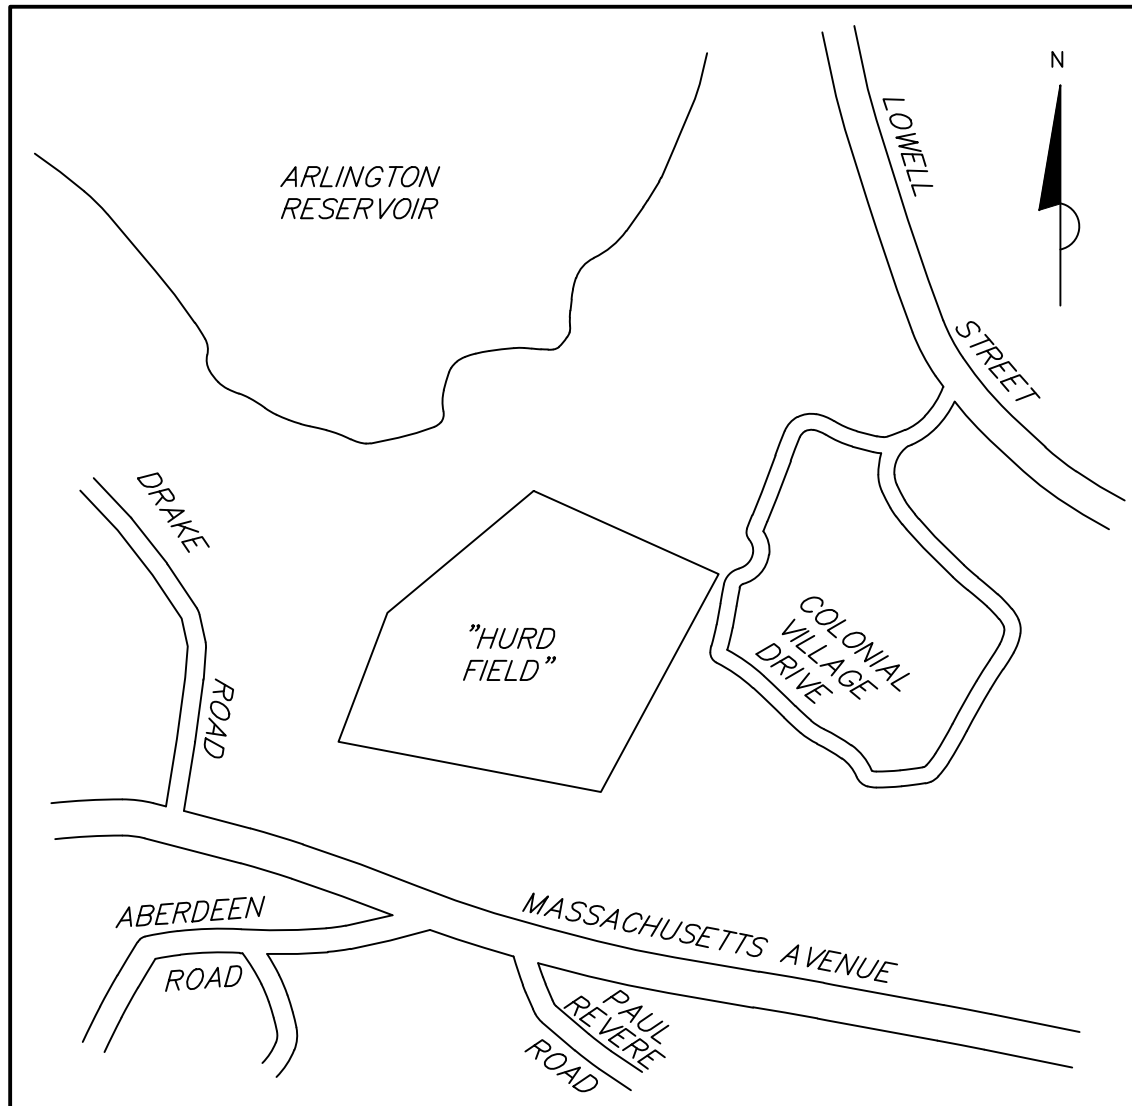 N
LOWELL
STREET
ARLINGTON
RESERVOIR
DRAKE
ROAD
"HURD
FIELD"
COLONIAL
VILLAGE
DRIVE
MASSACHUSETTS AVENUE
ABERDEEN
ROAD
PAUL
REVERE
ROAD